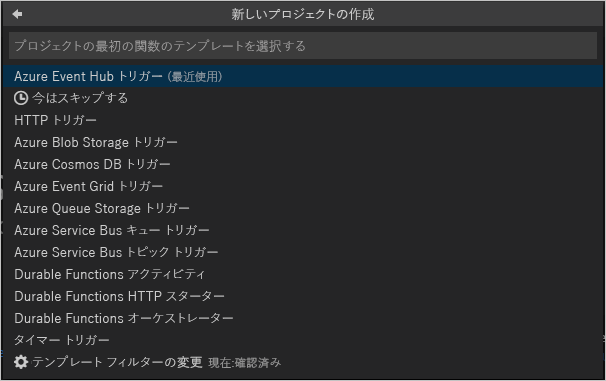 新しいプロジェクトの作成
プロジェクトの最初の関数のテンプレートを選択する
Azure Event Hub トリガー (最近使用)
今はスキップする
HTTP トリガー
Azure Blob Storage トリガー
Azure Cosmos DB トリガー
Azure Event Grid トリガー
Azure Queue Storage トリガー
Azure Service Bus キュー トリガー
Azure Service Bus トピック トリガー
Durable Functions アクティビティ
Durable Functions HTTP スターター
Durable Functions オーケストレーター
タイマー トリガー
テンプレート フィルターの変更 現在:確認済み